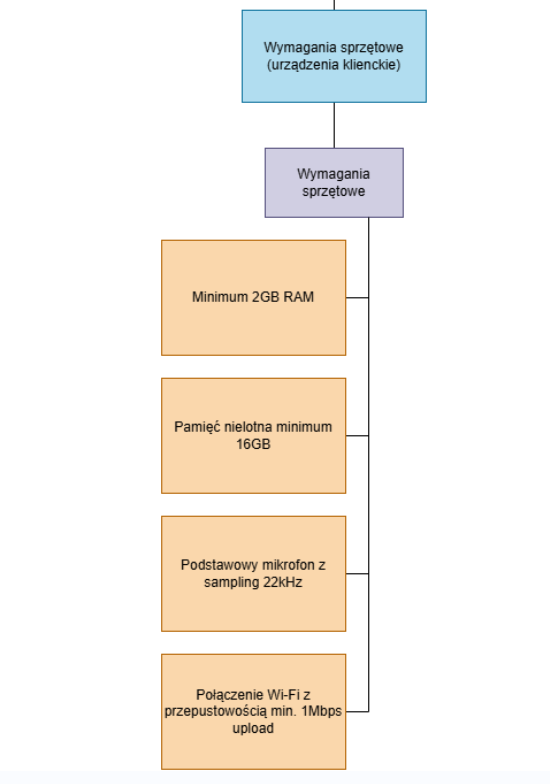 Wymagania sprzętowe
(urządzenia klienckie)
Wymagania
sprzętowe
Minimum 2GB RAM
Pamięć nielotna minimum
16GB
Podstawowy mikrofon z
sampling 22kHz
Połączenie Wi-Fi z
przepustowością min. 1Mbps
upload